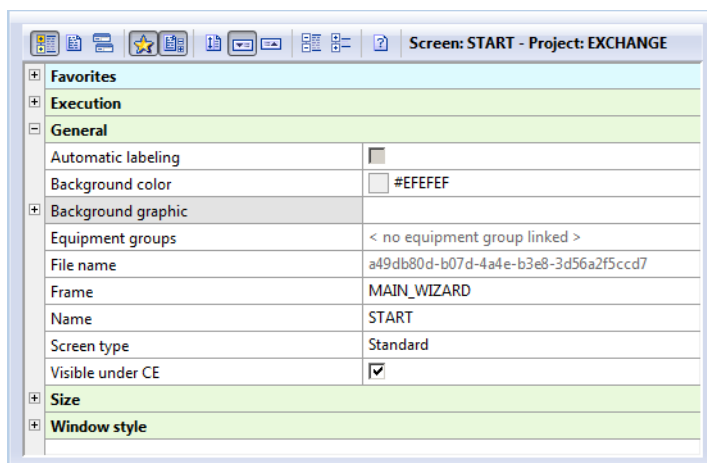 Screen: START - Project: EXCHANGE
Favorites
Execution
General
Automatic labeling
Background color #EFEFEF
Background graphic
Equipment groups < no equipment group linked >
File name a49db80d-b07d-4a4e-b3e8-3d56a2f5ccd7
Frame MAIN_WIZARD
Name START
Screen type Standard
Visible under CE
Size
Window style